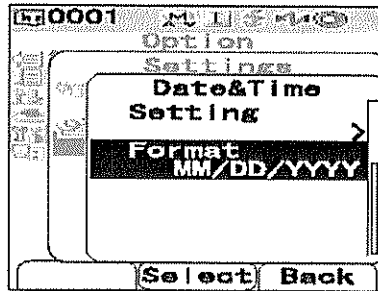 0001
Option
Settings
Date&Time
Setting
>
Format
MM/DD/YYYY
Select Back